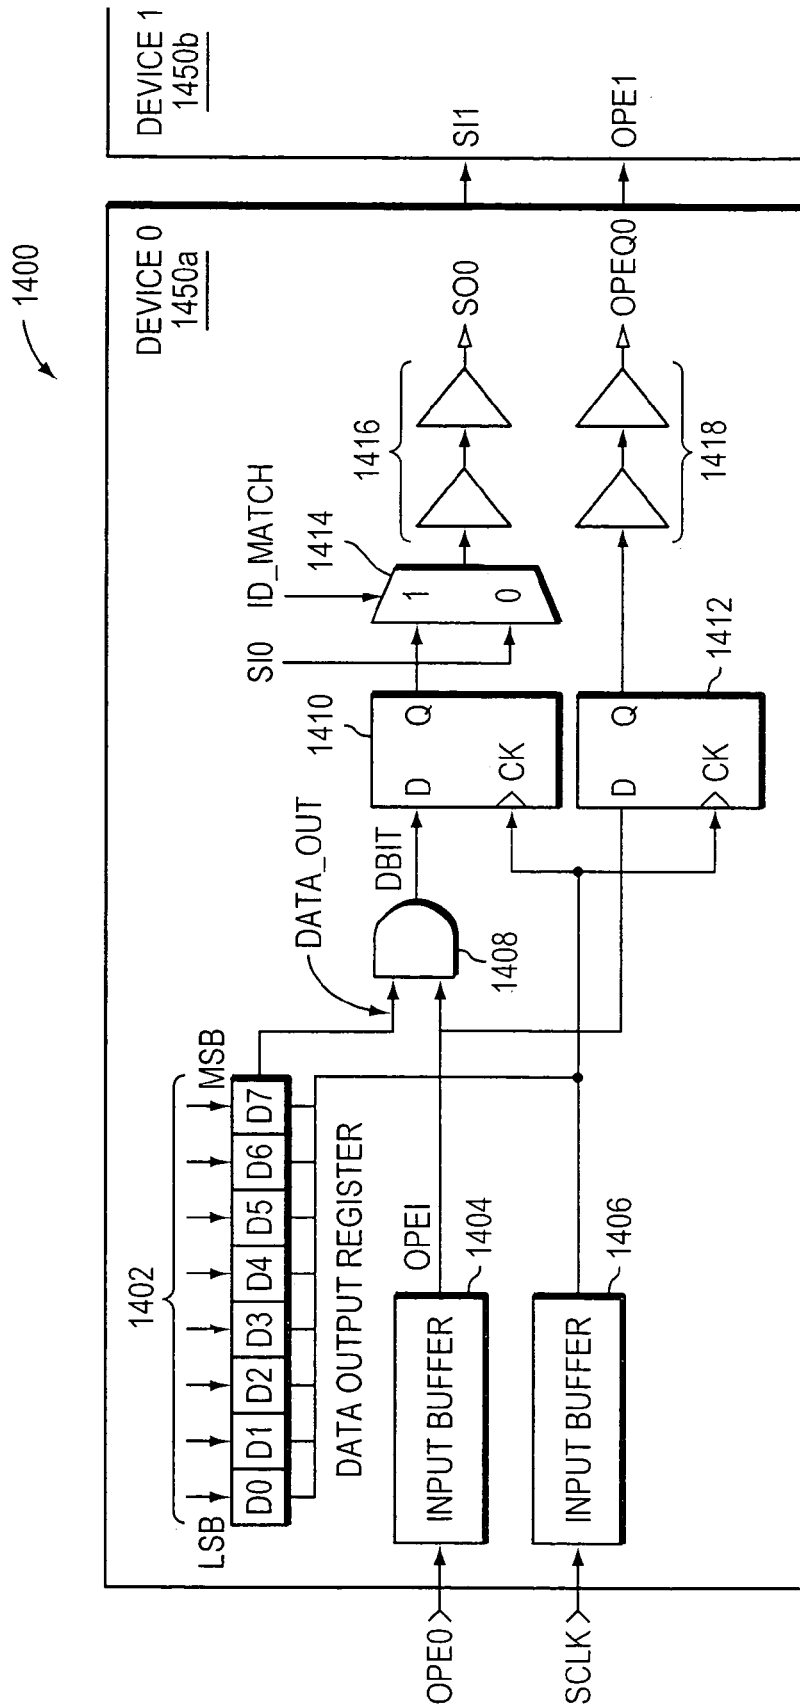 1400
DEVICE 0
1450a
DEVICE 1
1450b
1402
LSB
MSB
D0 D1 D2 D3 D4 D5 D6 D7
DATA OUTPUT REGISTER
DATA_OUT
SI0
ID_MATCH
1414
1416
SO0
SI1
OPE0
INPUT BUFFER
1404
OPEI
DBIT
1408
1410
D Q
CK
1
0
SCLK
INPUT BUFFER
1406
D Q
CK
1412
1418
OPEQ0
OPE1